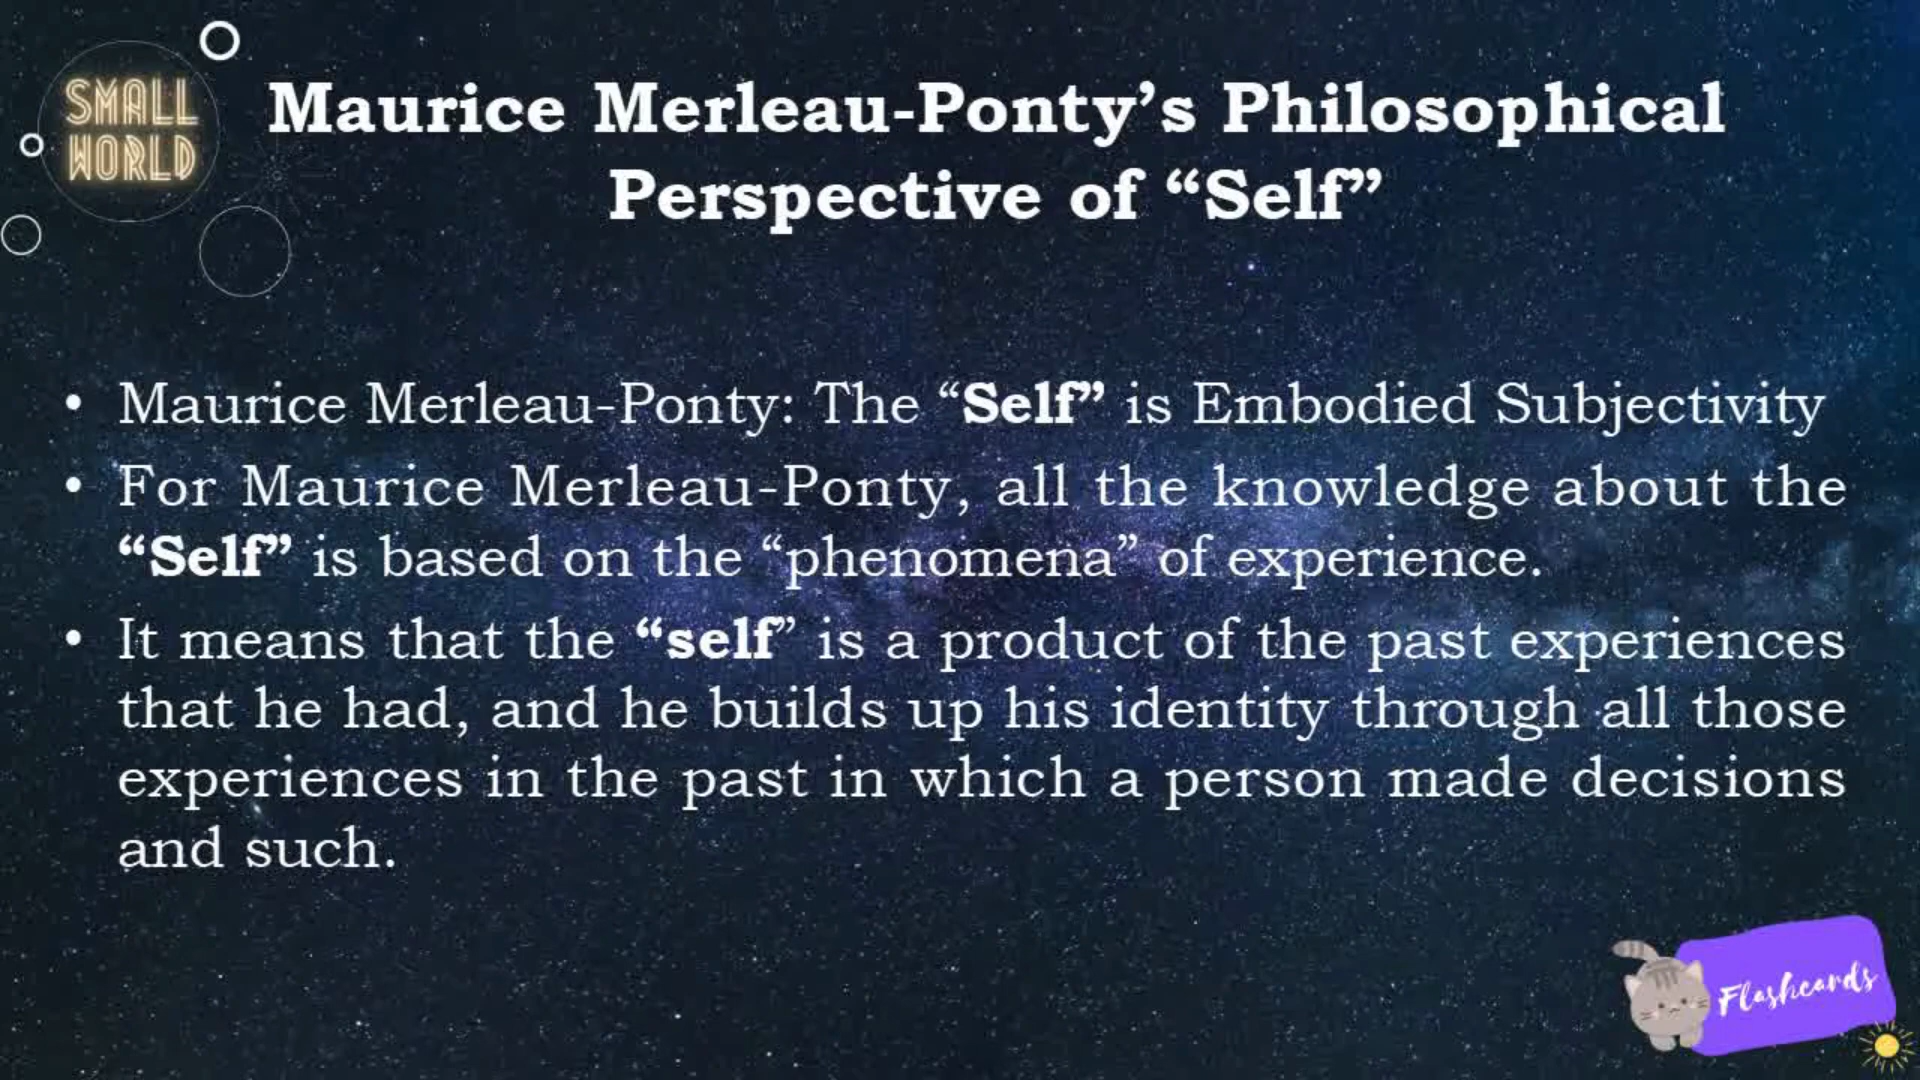 SMALL
WORLD
Maurice Merleau-Ponty’s Philosophical
Perspective of “Self”
• Maurice Merleau-Ponty: The “Self” is Embodied Subjectivity
• For Maurice Merleau-Ponty, all the knowledge about the
“Self” is based on the “phenomena” of experience.
• It means that the “self” is a product of the past experiences
that he had, and he builds up his identity through all those
experiences in the past in which a person made decisions
and such.
Flashcards